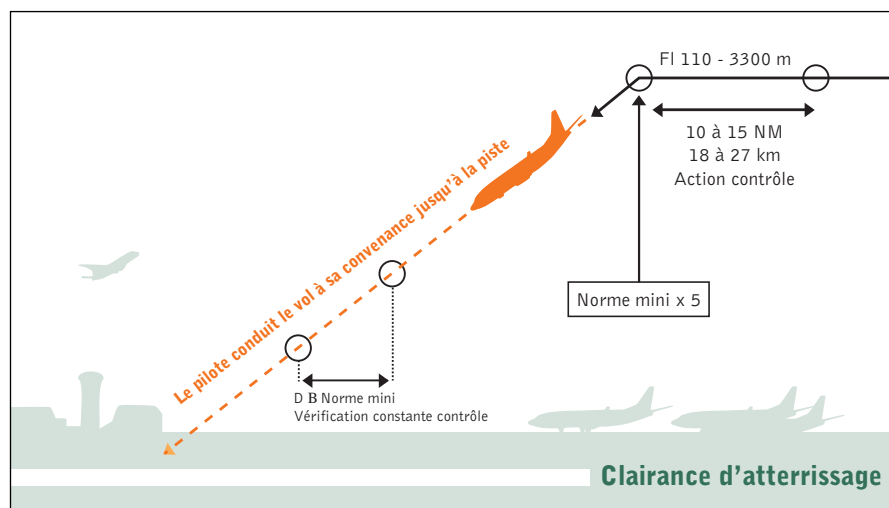 Fl 110 - 3300 m
10 à 15 NM
18 à 27 km
Action contrôle
Le pilote conduit le vol à sa convenance jusqu’à la piste
Norme mini x 5
D B Norme mini
Vérification constante contrôle
Clairance d’atterrissage